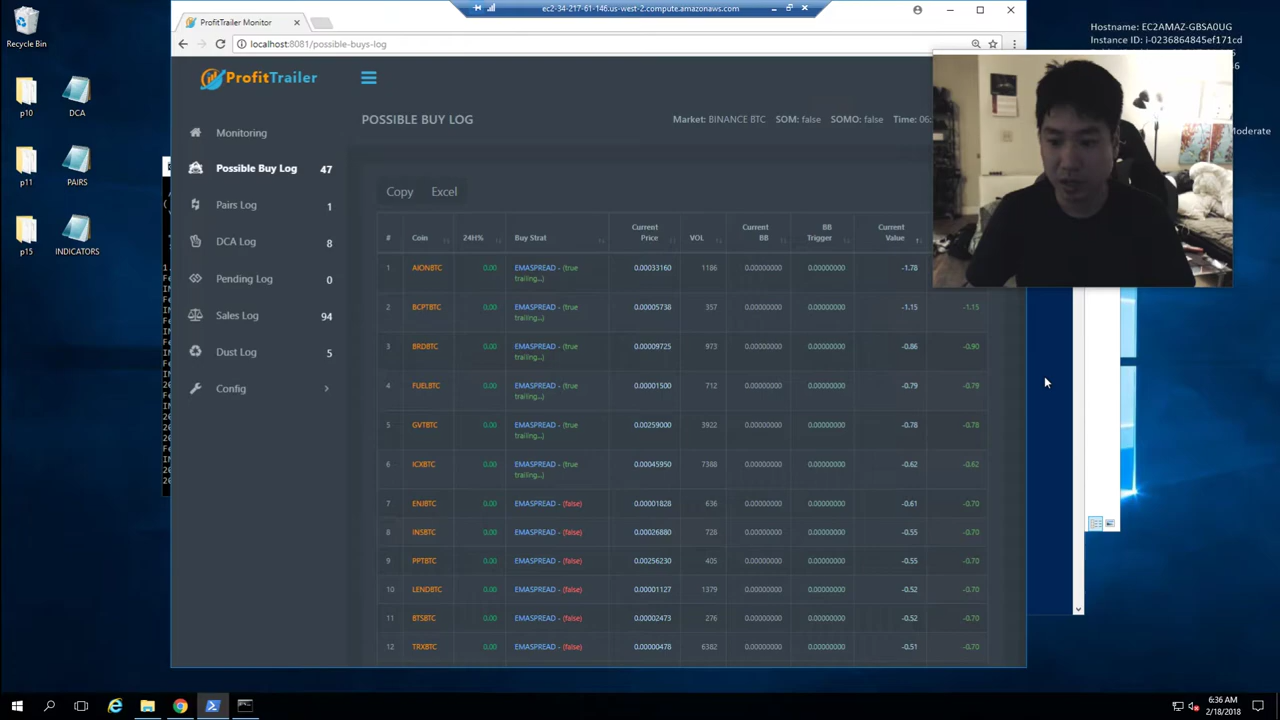 ec2-34-217-61-146.us-west-2.compute.amazonaws.com
ProfitTrailer Monitor
localhost:8081/possible-buys-log
Hostname: EC2AMAZ-GBSA0UG
Instance ID: i-0236864845ef171cd
Moderate
Recycle Bin
p10
DCA
p11
PAIRS
p15
INDICATORS
ProfitTrailer
Monitoring
Possible Buy Log 47
Pairs Log 1
DCA Log 8
Pending Log 0
Sales Log 94
Dust Log 5
Config
POSSIBLE BUY LOG
Market: BINANCE BTC SOM: false SOMO: false Time: 06:
Copy Excel
# Coin 24H% Buy Strat Current Price VOL Current BB BB Trigger Current Value
1 AIONBTC 0.00 EMASPREAD - (true trailing...) 0.00033160 1186 0.00000000 0.00000000 -1.78
2 BCPTBTC 0.00 EMASPREAD - (true trailing...) 0.00005738 357 0.00000000 0.00000000 -1.15 -1.15
3 BRDBTC 0.00 EMASPREAD - (true trailing...) 0.00009725 973 0.00000000 0.00000000 -0.86 -0.90
4 FUELBTC 0.00 EMASPREAD - (true trailing...) 0.00001500 712 0.00000000 0.00000000 -0.79 -0.79
5 GVTBTC 0.00 EMASPREAD - (true trailing...) 0.00259000 3922 0.00000000 0.00000000 -0.78 -0.78
6 ICXBTC 0.00 EMASPREAD - (true trailing...) 0.00045950 7388 0.00000000 0.00000000 -0.62 -0.62
7 ENJBTC 0.00 EMASPREAD - (false) 0.00001828 636 0.00000000 0.00000000 -0.61 -0.70
8 INSBTC 0.00 EMASPREAD - (false) 0.00026880 728 0.00000000 0.00000000 -0.55 -0.70
9 PPTBTC 0.00 EMASPREAD - (false) 0.00256230 405 0.00000000 0.00000000 -0.55 -0.70
10 LENDBTC 0.00 EMASPREAD - (false) 0.00001127 1379 0.00000000 0.00000000 -0.52 -0.70
11 BTSBTC 0.00 EMASPREAD - (false) 0.00002473 276 0.00000000 0.00000000 -0.52 -0.70
12 TRXBTC 0.00 EMASPREAD - (false) 0.00000478 6382 0.00000000 0.00000000 -0.51 -0.70
6:36 AM
2/18/2018